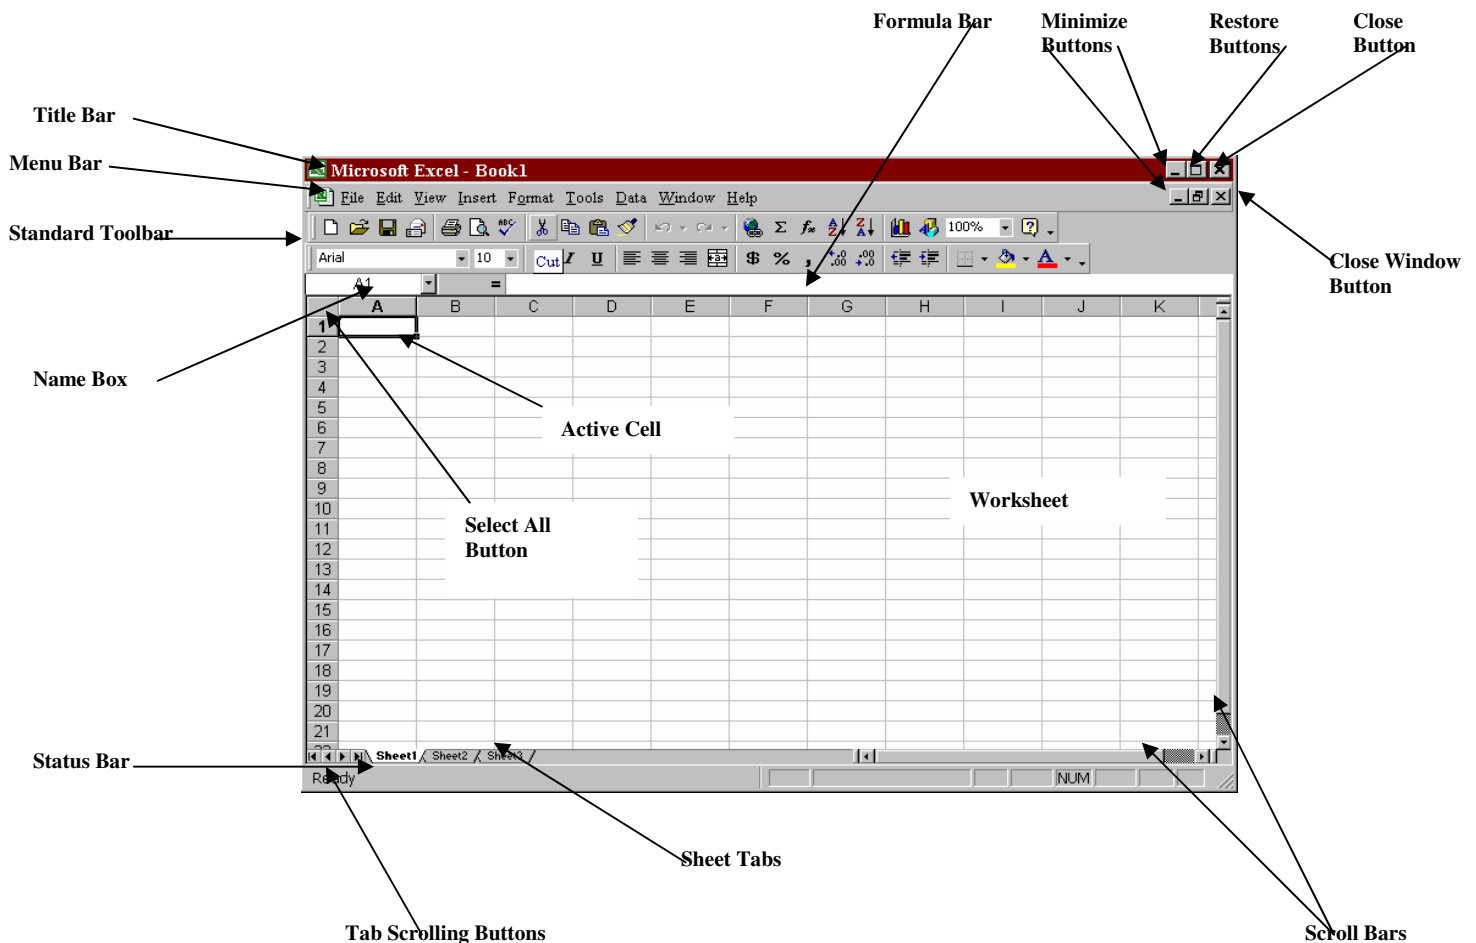 Formula Bar
Minimize
Buttons
Restore
Buttons
Close
Button
Title Bar
Menu Bar
Microsoft Excel - Book1
File Edit View Insert Format Tools Data Window Help
Standard Toolbar
ABC
100%
Arial
10
Cut
I
U
$
%
,
A
Close Window
Button
A1
=
A B C D E F G H I J K
1
2
3
Name Box
4
5
6
Active Cell
7
8
9
Worksheet
10
11
Select All
Button
12
13
14
15
16
17
18
19
20
21
Status Bar
Sheet1
Sheet2
Sheet3
Ready
NUM
Sheet Tabs
Tab Scrolling Buttons
Scroll Bars